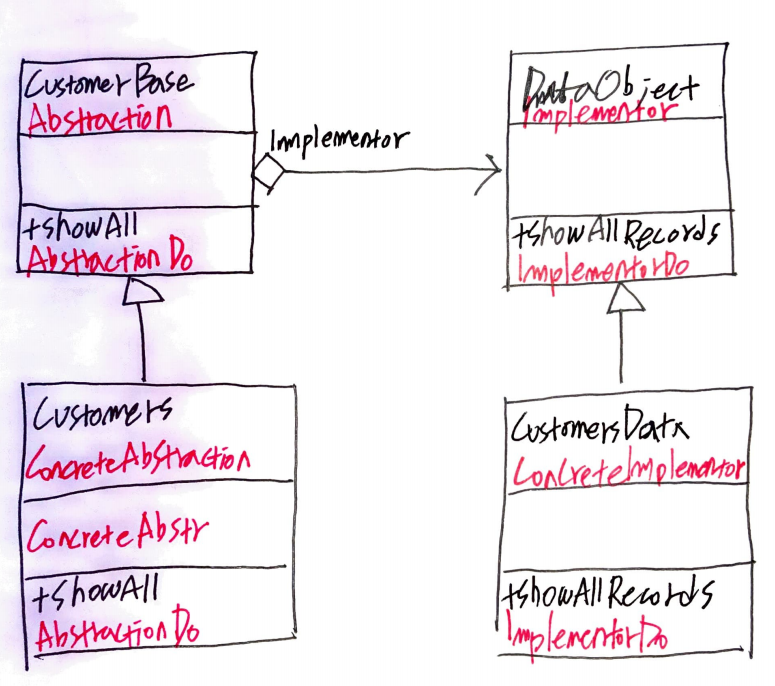 CustomerBase
Abstraction
+showAll
AbstractionDo
Implementor
DataObject
Implementor
+showAllRecords
ImplementorDo
Customers
ConcreteAbstraction
ConcreteAbstr
+showAll
AbstractionDo
CustomersData
ConcreteImplementor
+showAllRecords
ImplementorDo